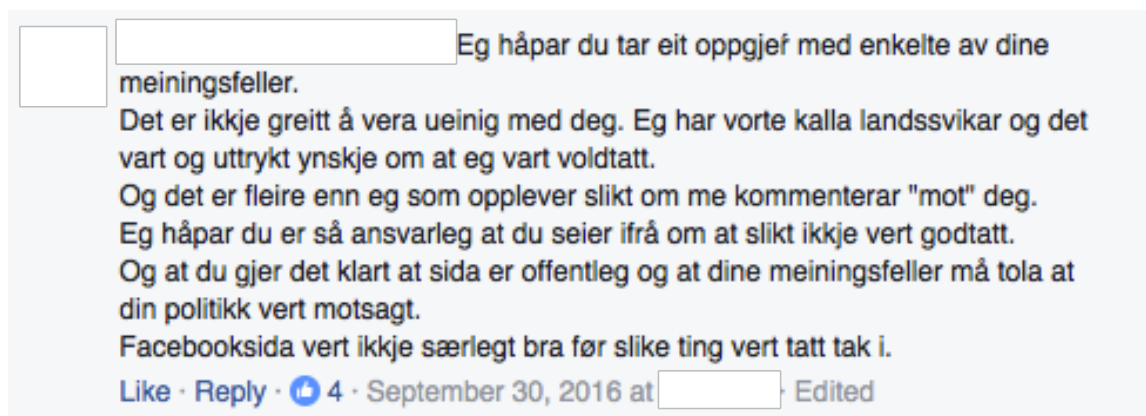 Eg håpar du tar eit oppgjeŕ med enkelte av dine
meiningsfeller.
Det er ikkje greitt å vera ueinig med deg. Eg har vorte kalla landssvikar og det
vart og uttrykt ynskje om at eg vart voldtatt.
Og det er fleire enn eg som opplever slikt om me kommenterar "mot" deg.
Eg håpar du er så ansvarleg at du seier ifrå om at slikt ikkje vert godtatt.
Og at du gjer det klart at sida er offentleg og at dine meiningsfeller må tola at
din politikk vert motsagt.
Facebooksida vert ikkje særlegt bra før slike ting vert tatt tak i.
Like · Reply · 4 · September 30, 2016 at · Edited